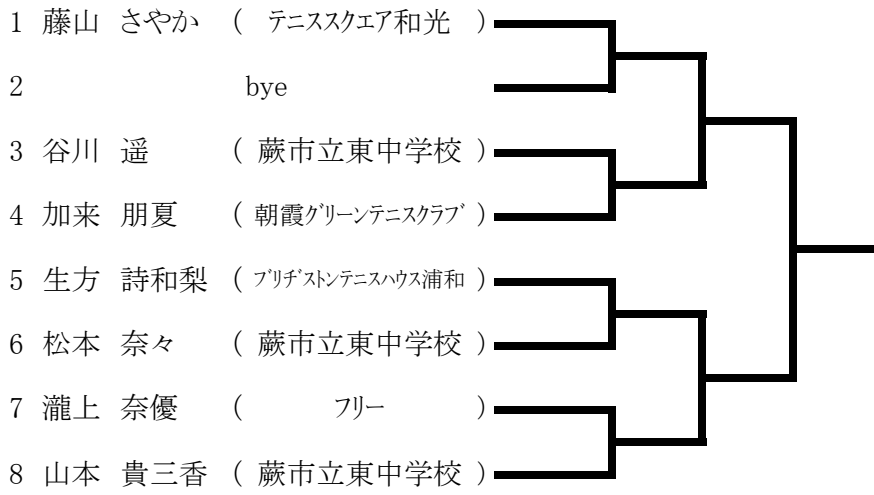 1 藤山 さやか ( テニススクエア和光 )
2 bye
3 谷川 遥 ( 蕨市立東中学校 )
4 加来 朋夏 ( 朝霞グリーンテニスクラブ )
5 生方 詩和梨 ( ブリヂストンテニスハウス浦和 )
6 松本 奈々 ( 蕨市立東中学校 )
7 瀧上 奈優 ( フリー )
8 山本 貴三香 ( 蕨市立東中学校 )